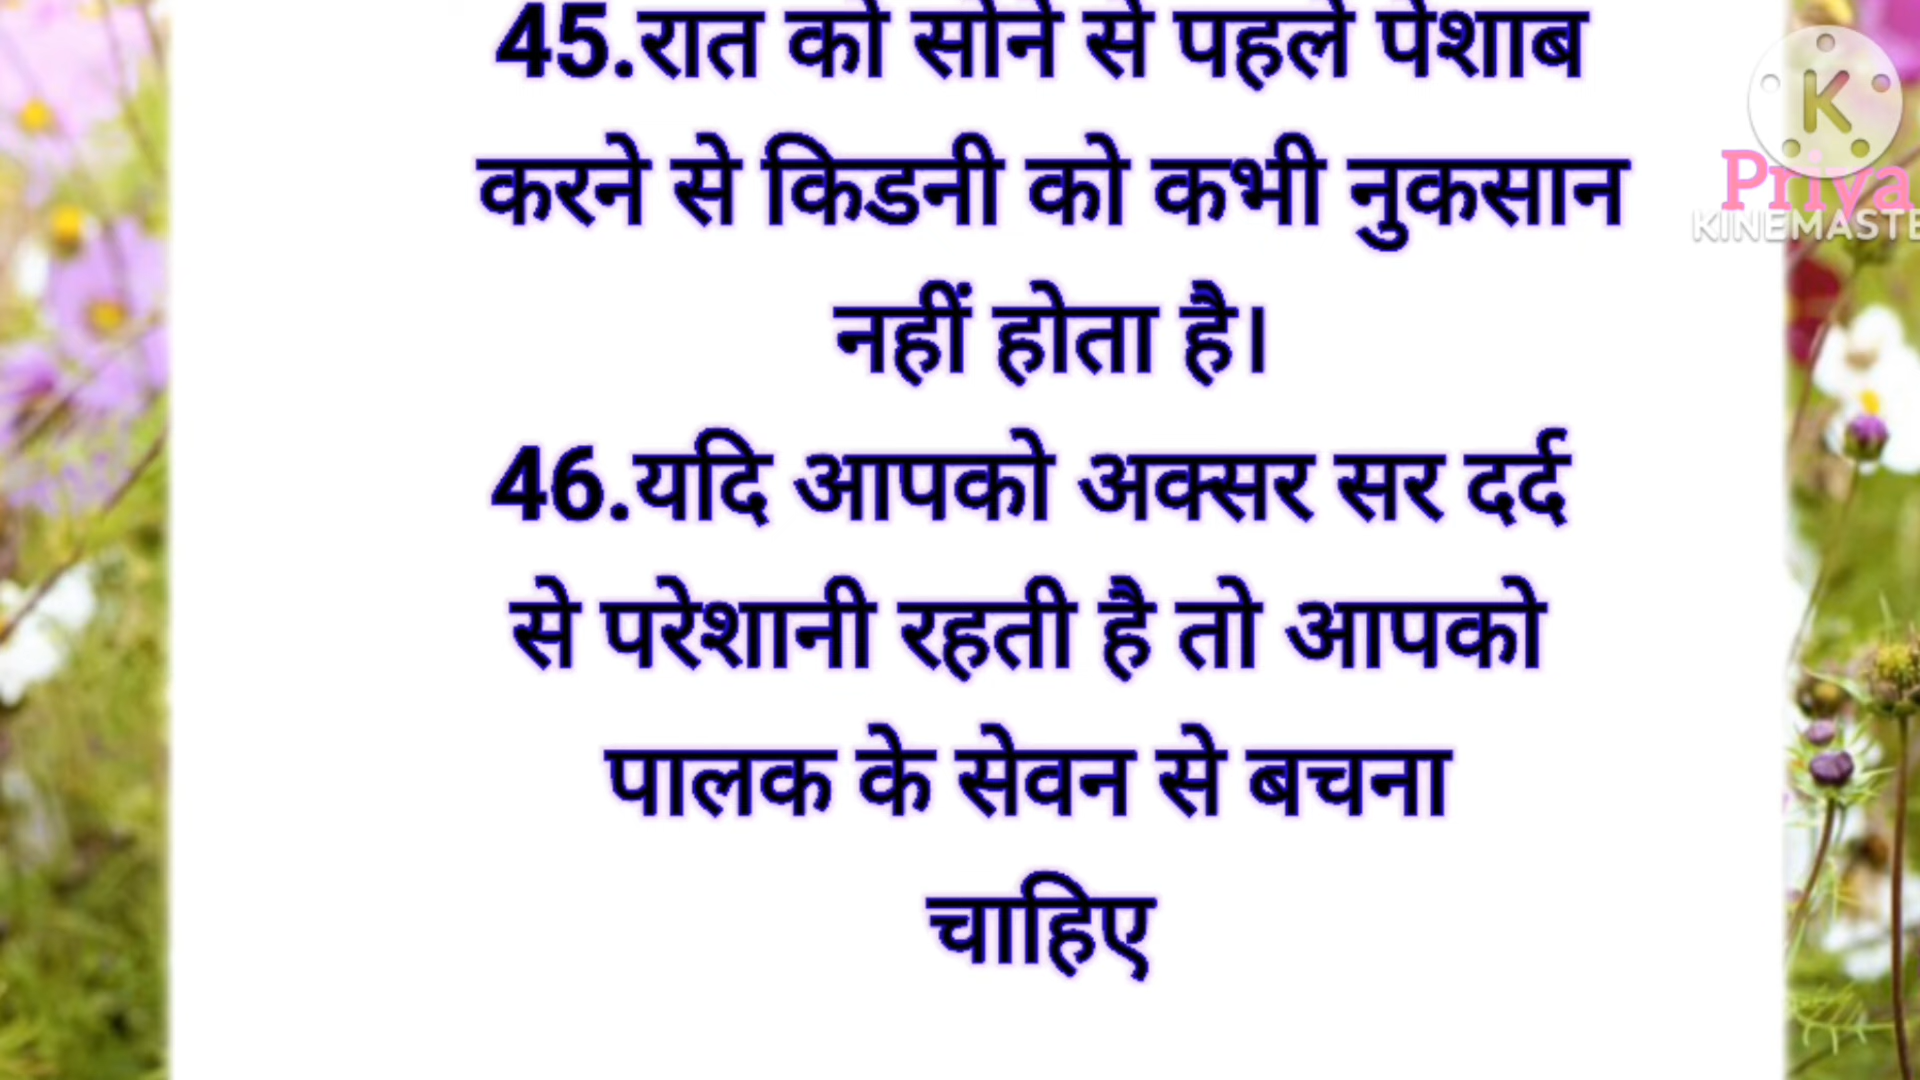 45.रात को सोने से पहले पेशाब
करने से किडनी को कभी नुकसान
नहीं होता है।
46.यदि आपको अक्सर सर दर्द
से परेशानी रहती है तो आपको
पालक के सेवन से बचना
चाहिए
K
Priya
KINEMASTE